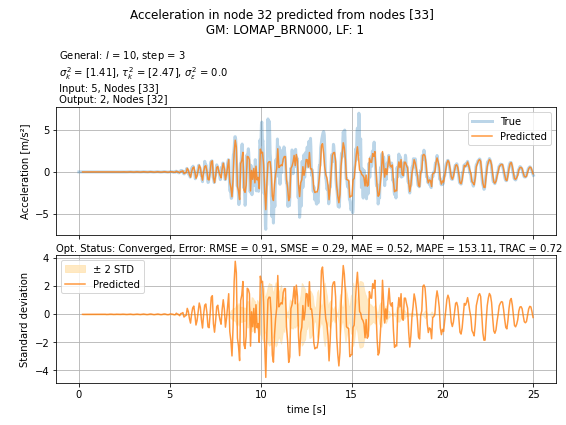 Acceleration in node 32 predicted from nodes [33]
GM: LOMAP_BRN000, LF: 1
General: l = 10, step = 3
σ²ₖ = [1.41], τ²ₖ = [2.47], σ²_ε = 0.0
Input: 5, Nodes [33]
Output: 2, Nodes [32]
Acceleration [m/s²]
5
0
−5
True
Predicted
Opt. Status: Converged, Error: RMSE = 0.91, SMSE = 0.29, MAE = 0.52, MAPE = 153.11, TRAC = 0.72
Standard deviation
4
2
0
−2
−4
± 2 STD
Predicted
0 5 10 15 20 25
time [s]